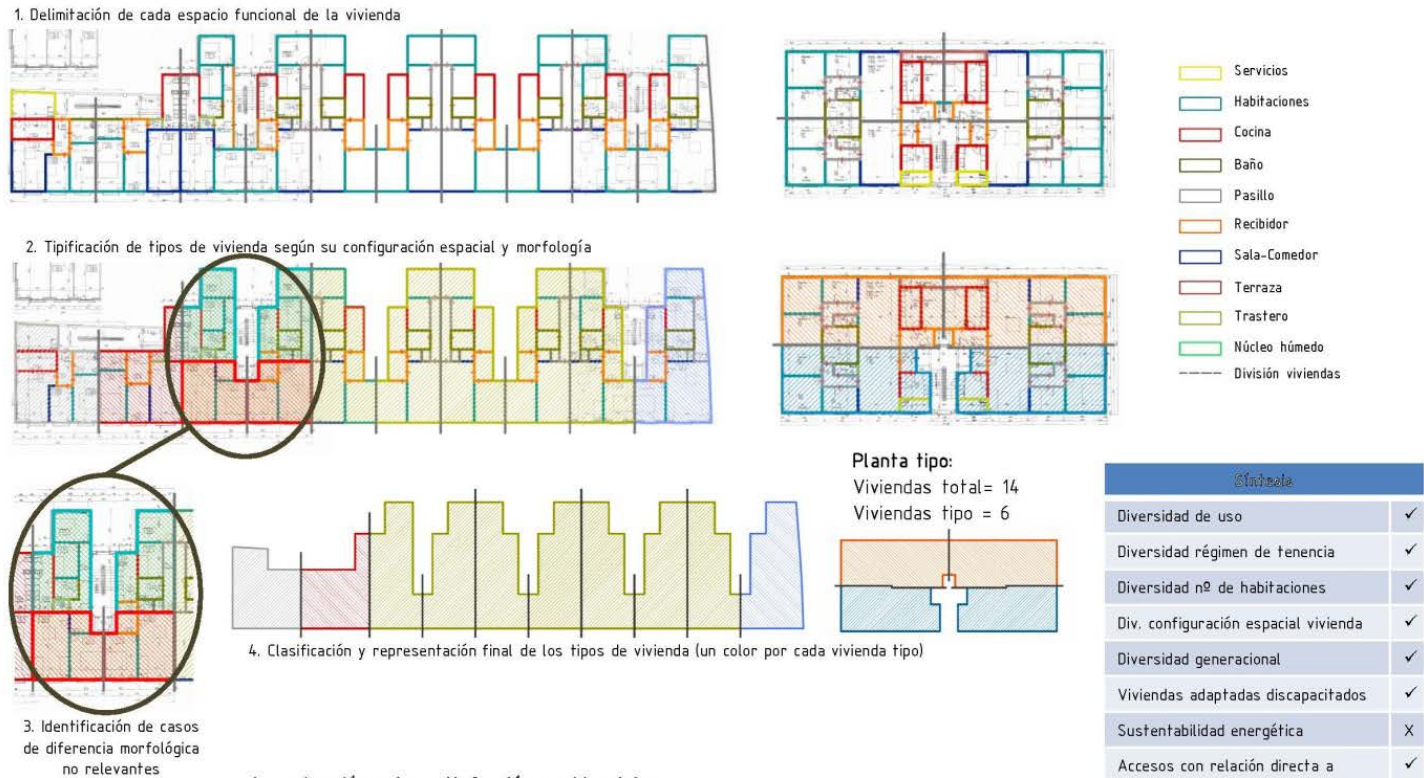 1. Delimitación de cada espacio funcional de la vivienda
Servicios
Habitaciones
Cocina
Baño
Pasillo
Recibidor
Sala-Comedor
Terraza
Trastero
Núcleo húmedo
División viviendas
2. Tipificación de tipos de vivienda según su configuración espacial y morfología
3. Identificación de casos
de diferencia morfológica
no relevantes
4. Clasificación y representación final de los tipos de vivienda (un color por cada vivienda tipo)
Planta tipo:
Viviendas total= 14
Viviendas tipo = 6
Síntesis
Diversidad de uso ✓
Diversidad régimen de tenencia ✓
Diversidad nº de habitaciones ✓
Div. configuración espacial vivienda ✓
Diversidad generacional ✓
Viviendas adaptadas discapacitados ✓
Sustentabilidad energética X
Accesos con relación directa a ✓